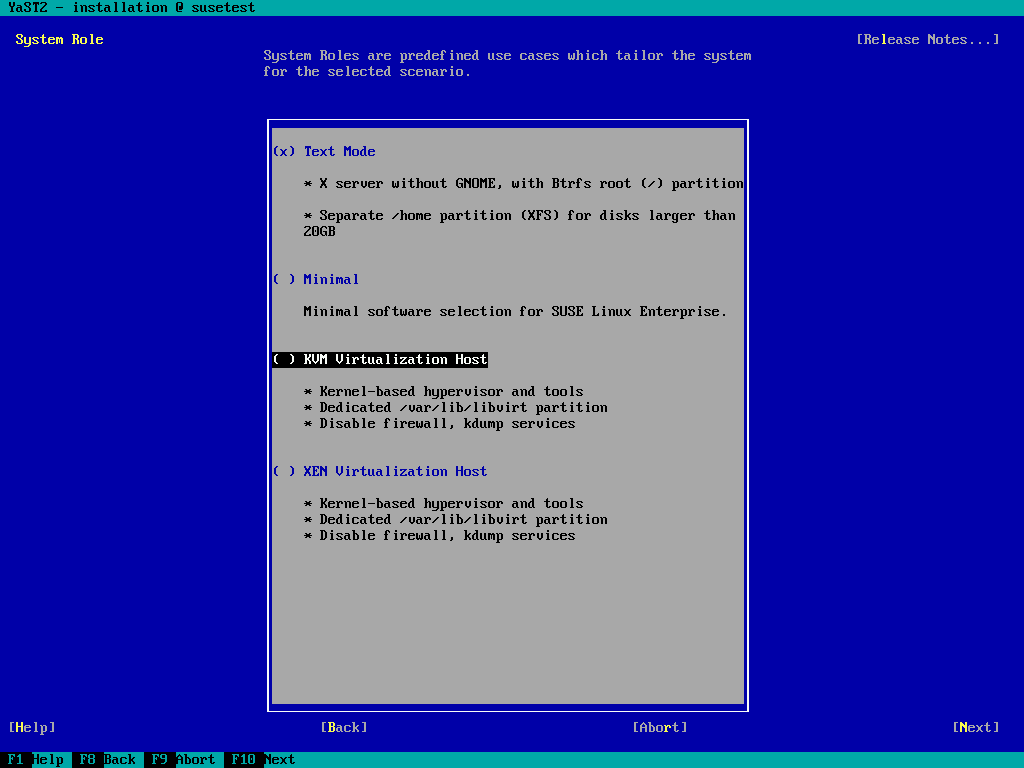 YaST2 - installation @ susetest
System Role [Release Notes...]
System Roles are predefined use cases which tailor the system
for the selected scenario.
(x) Text Mode
* X server without GNOME, with Btrfs root (/) partition
* Separate /home partition (XFS) for disks larger than
20GB
( ) Minimal
Minimal software selection for SUSE Linux Enterprise.
( ) KVM Virtualization Host
* Kernel-based hypervisor and tools
* Dedicated /var/lib/libvirt partition
* Disable firewall, kdump services
( ) XEN Virtualization Host
* Kernel-based hypervisor and tools
* Dedicated /var/lib/libvirt partition
* Disable firewall, kdump services
[Help] [Back] [Abort] [Next]
F1 Help F8 Back F9 Abort F10 Next